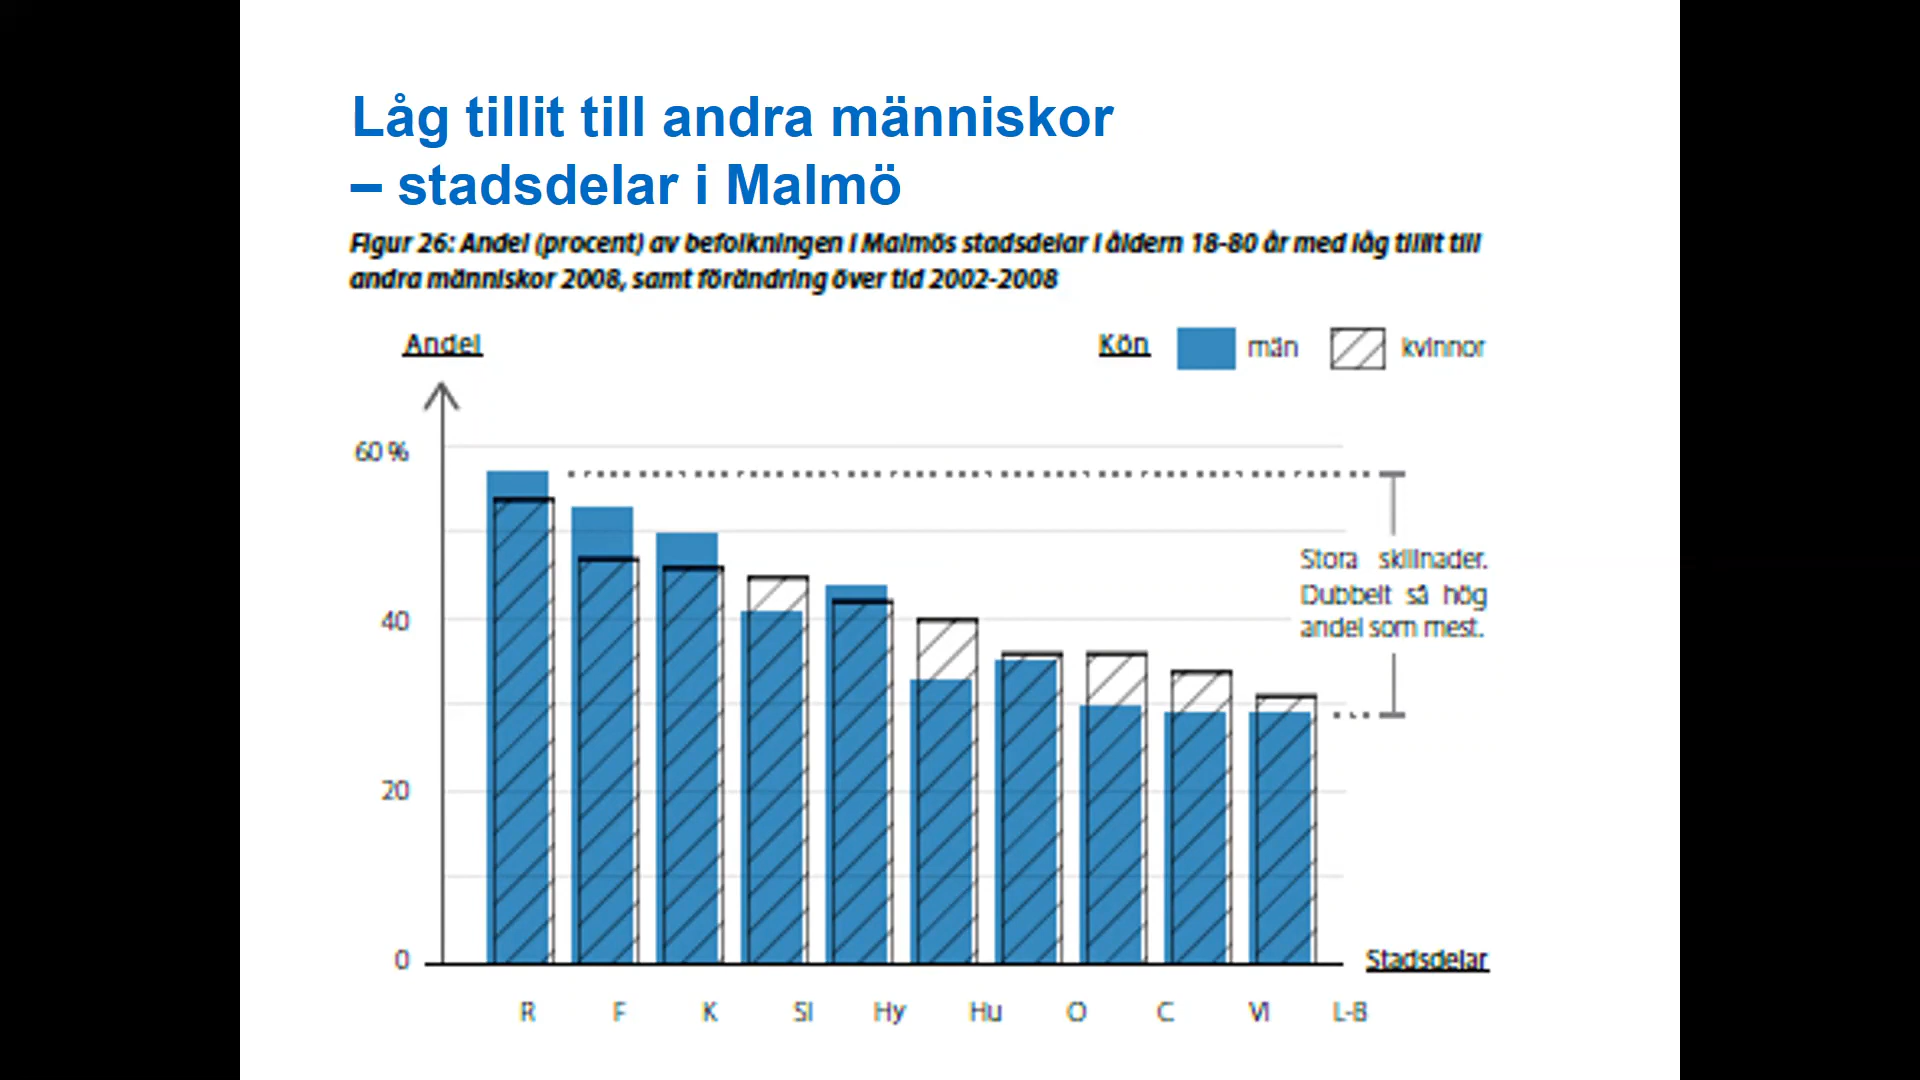 Låg tillit till andra människor
– stadsdelar i Malmö
Figur 26: Andel (procent) av befolkningen i Malmös stadsdelar i åldern 18-80 år med låg tillit till
andra människor 2008, samt förändring över tid 2002-2008
Andel
Kön män kvinnor
60 %
Stora skillnader.
Dubbelt så hög
40
andel som mest.
20
0
Stadsdelar
R F K SI Hy Hu O C VI L-B